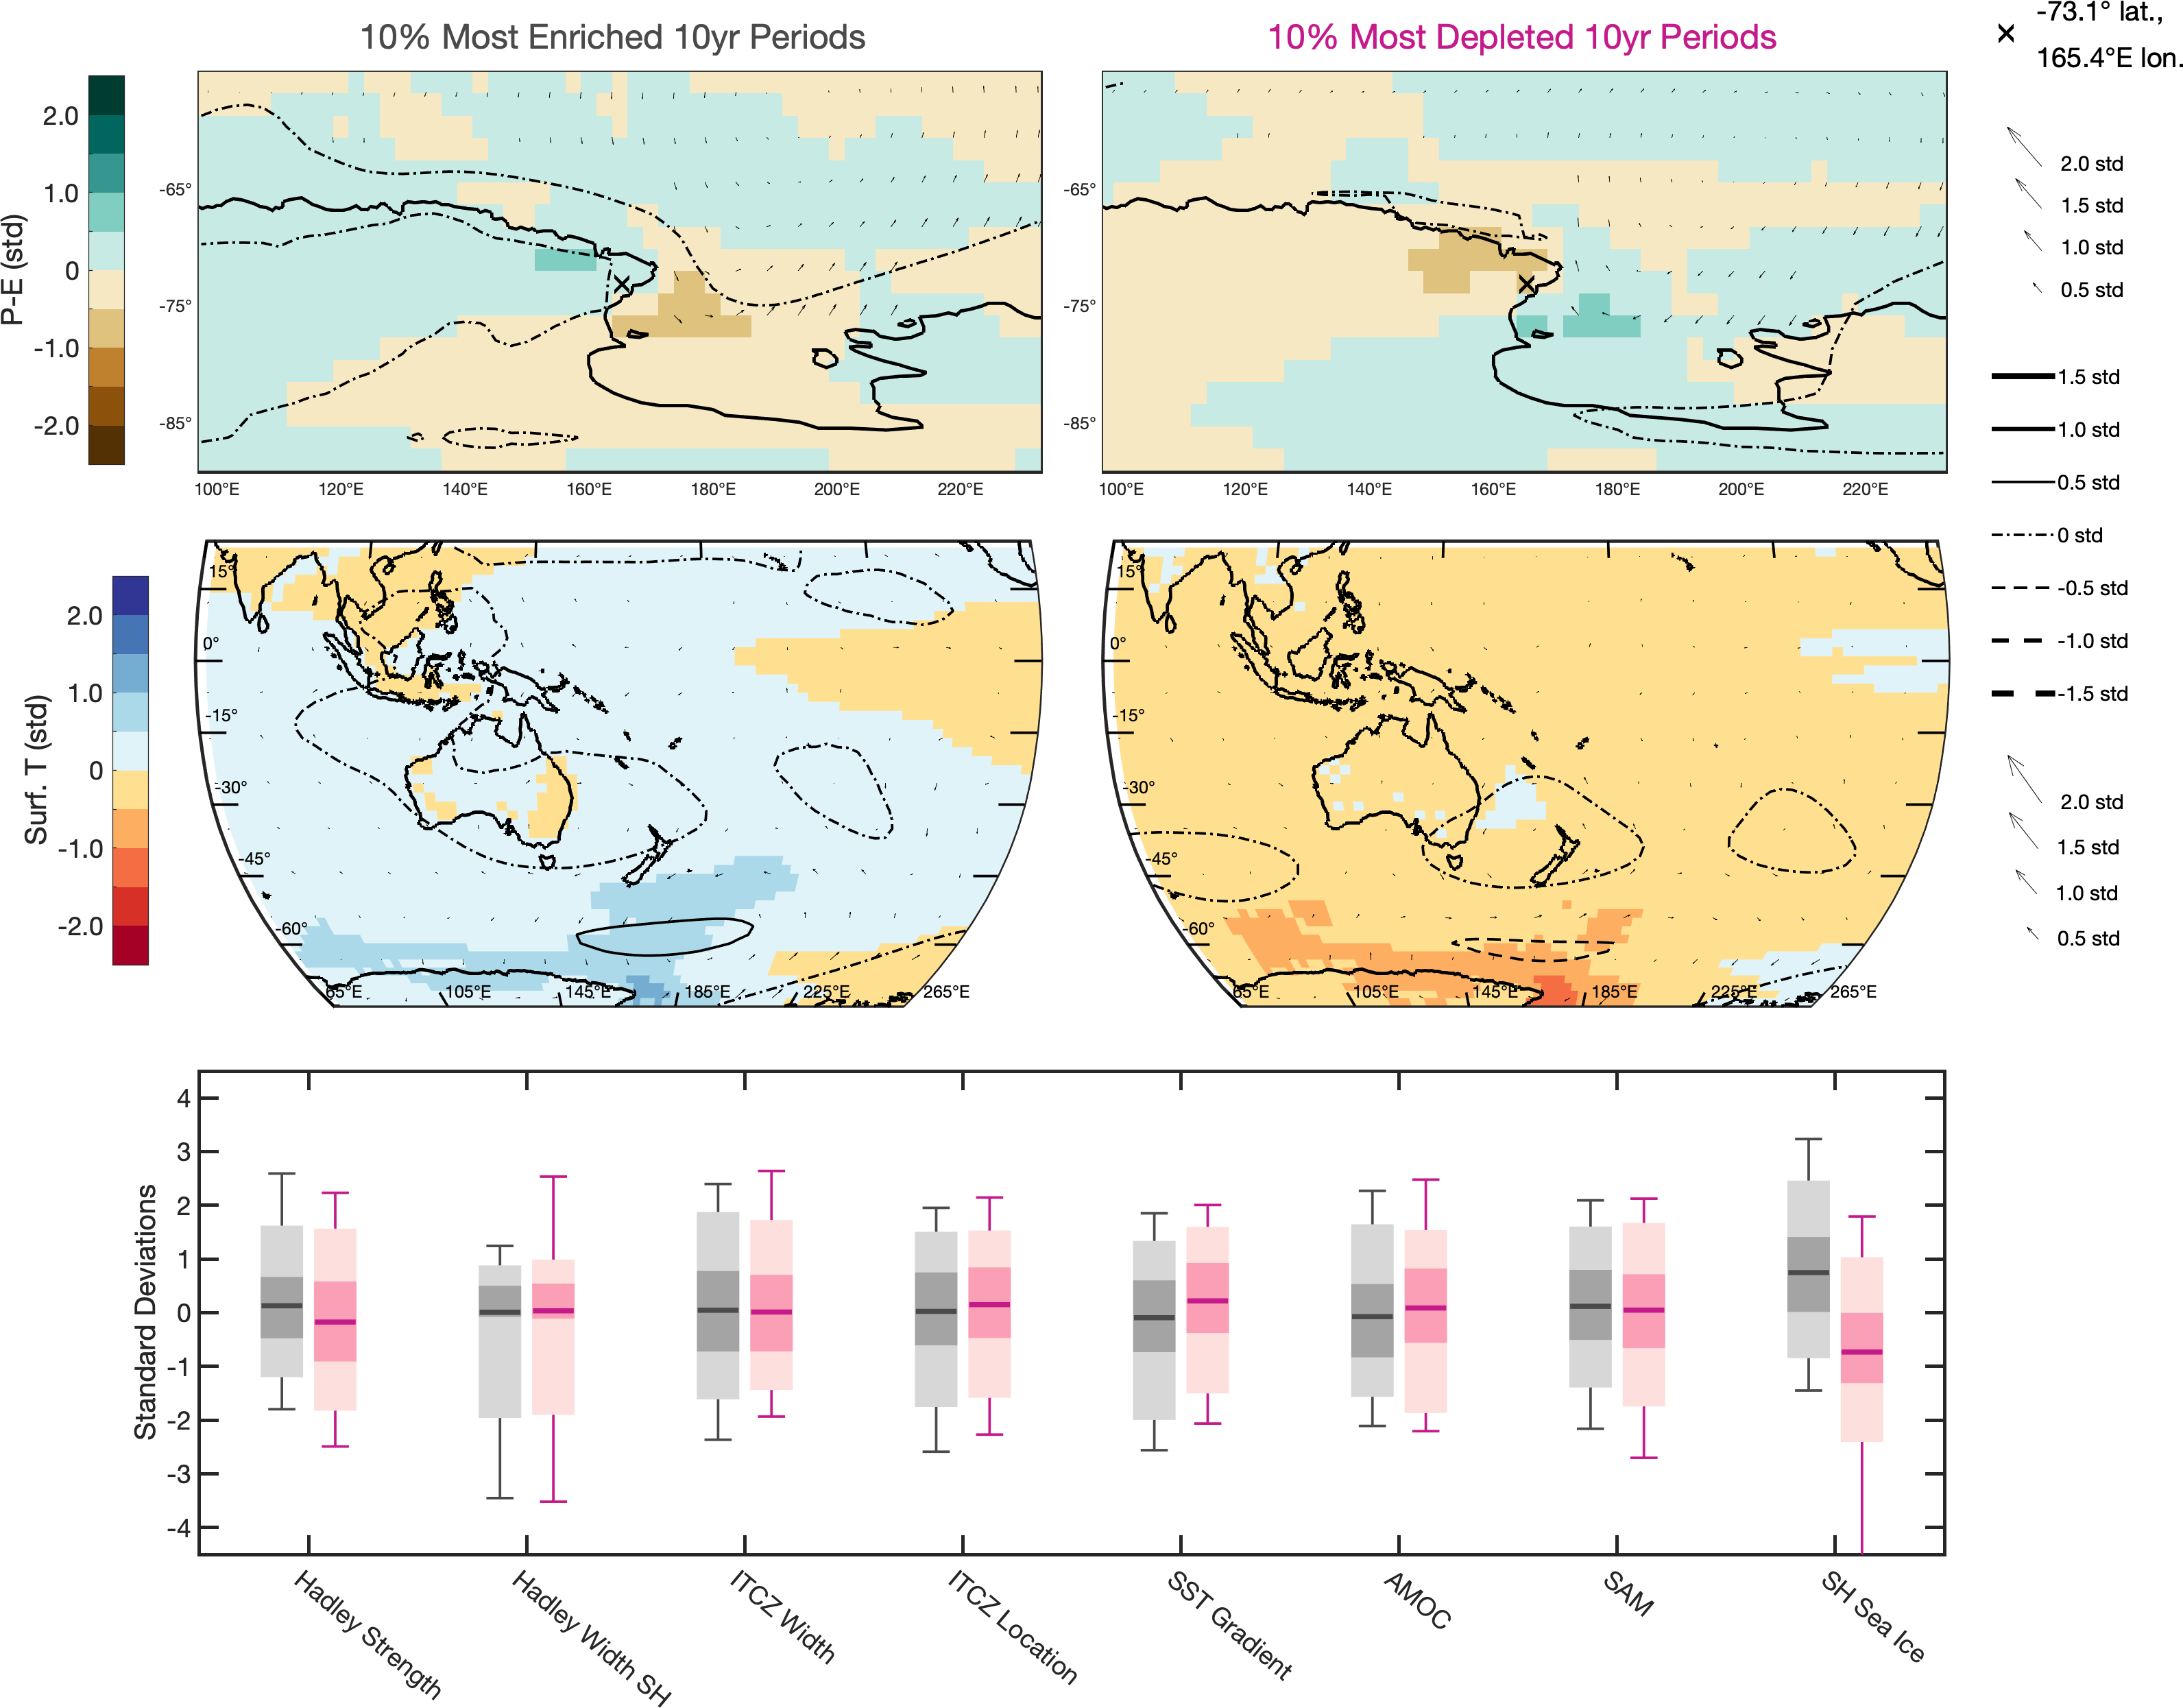 10% Most Enriched 10yr Periods
10% Most Depleted 10yr Periods
-73.1° lat.,
165.4°E lon.
P-E (std)
2.0
1.0
0
-1.0
-2.0
-65°
-75°
-85°
100°E 120°E 140°E 160°E 180°E 200°E 220°E
-65°
-75°
-85°
100°E 120°E 140°E 160°E 180°E 200°E 220°E
2.0 std
1.5 std
1.0 std
0.5 std
1.5 std
1.0 std
0.5 std
0 std
-0.5 std
-1.0 std
-1.5 std
Surf. T (std)
2.0
1.0
0
-1.0
-2.0
15°
0°
-15°
-30°
-45°
-60°
65°E 105°E 145°E 185°E 225°E 265°E
15°
0°
-15°
-30°
-45°
-60°
65°E 105°E 145°E 185°E 225°E 265°E
2.0 std
1.5 std
1.0 std
0.5 std
Standard Deviations
4
3
2
1
0
-1
-2
-3
-4
Hadley Strength
Hadley Width SH
ITCZ Width
ITCZ Location
SST Gradient
AMOC
SAM
SH Sea Ice